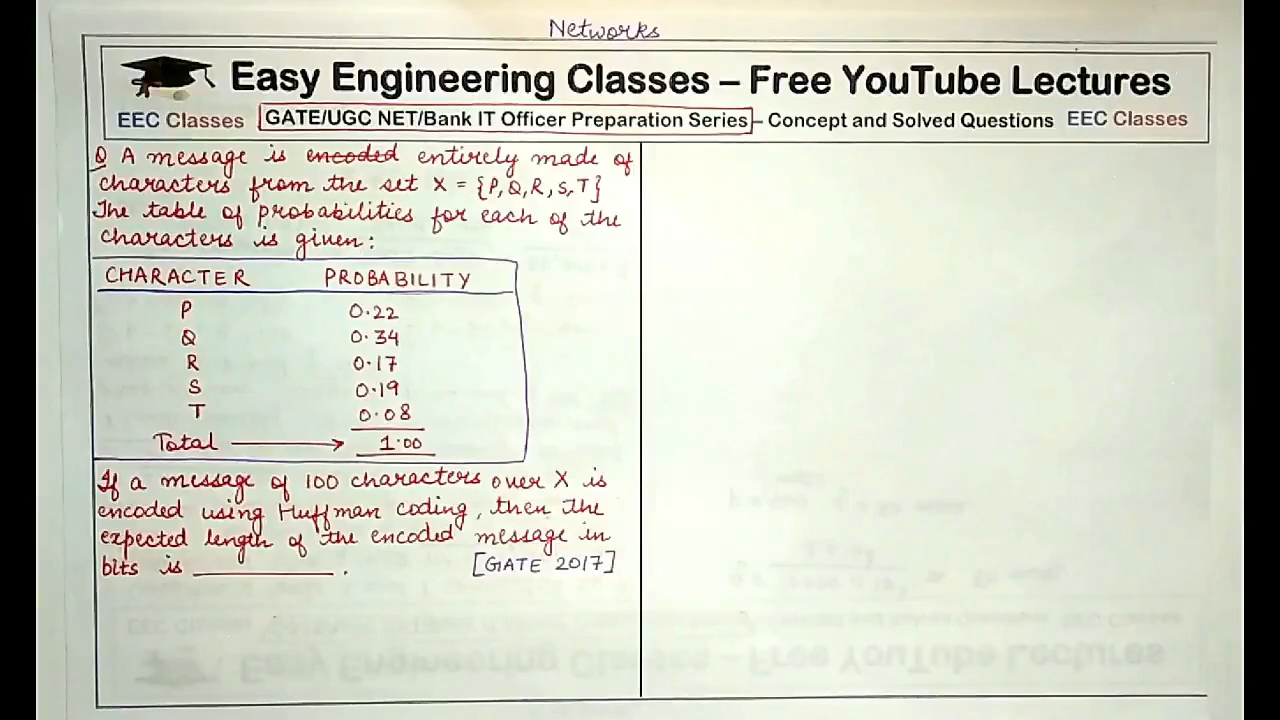 Networks
Easy Engineering Classes – Free YouTube Lectures
EEC Classes GATE/UGC NET/Bank IT Officer Preparation Series – Concept and Solved Questions EEC Classes
Q A message is encoded entirely made of
characters from the set X = {P, Q, R, S, T}
The table of probabilities for each of the
characters is given:
CHARACTER PROBABILITY
P 0.22
Q 0.34
R 0.17
S 0.19
T 0.08
Total → 1.00
If a message of 100 characters over X is
encoded using Huffman coding, then the
expected length of the encoded message in
bits is ________. [GATE 2017]